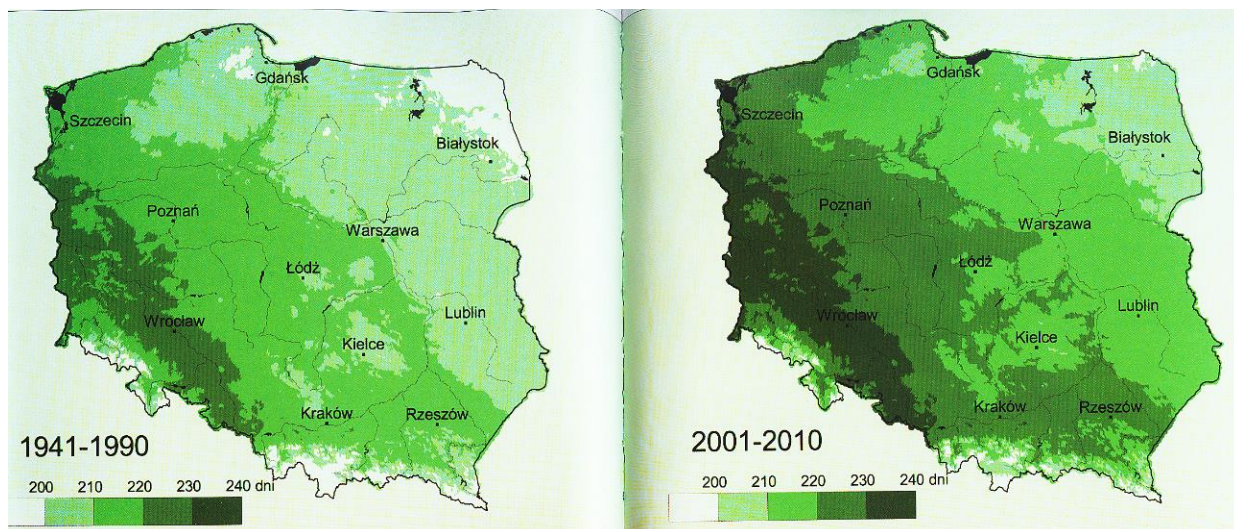 Gdańsk
Szczecin
Białystok
Poznań
Warszawa
Łódź
Wrocław
Lublin
Kielce
Kraków
Rzeszów
1941-1990
200 210 220 230 240 dni
Gdańsk
Szczecin
Białystok
Poznań
Warszawa
Łódź
Lublin
Wrocław
Kielce
Kraków
Rzeszów
2001-2010
200 210 220 230 240 dni